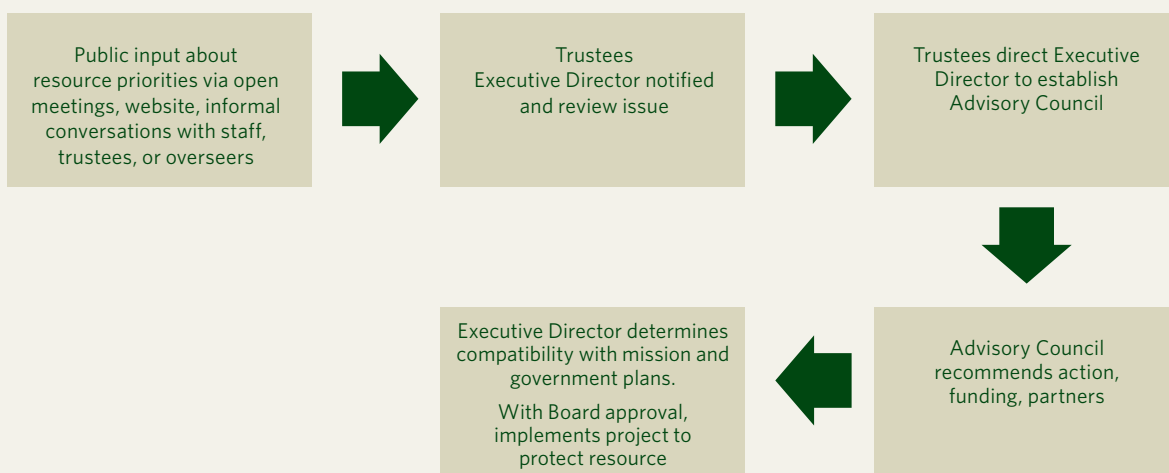 Public input about
resource priorities via open
meetings, website, informal
conversations with staff,
trustees, or overseers
Trustees
Executive Director notified
and review issue
Trustees direct Executive
Director to establish
Advisory Council
Advisory Council
recommends action,
funding, partners
Executive Director determines
compatibility with mission and
government plans.
With Board approval,
implements project to
protect resource